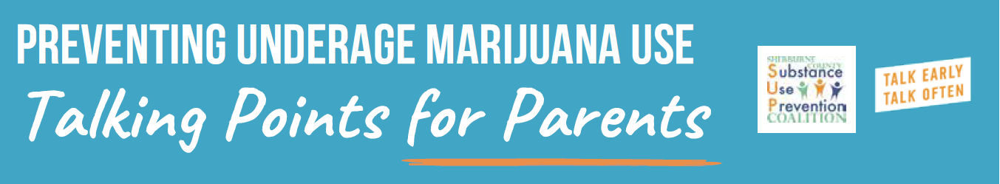 PREVENTING UNDERAGE MARIJUANA USE
Talking Points for Parents
SHERBURNE
COUNTY
Substance
Use
Prevention
COALITION
TALK EARLY
TALK OFTEN